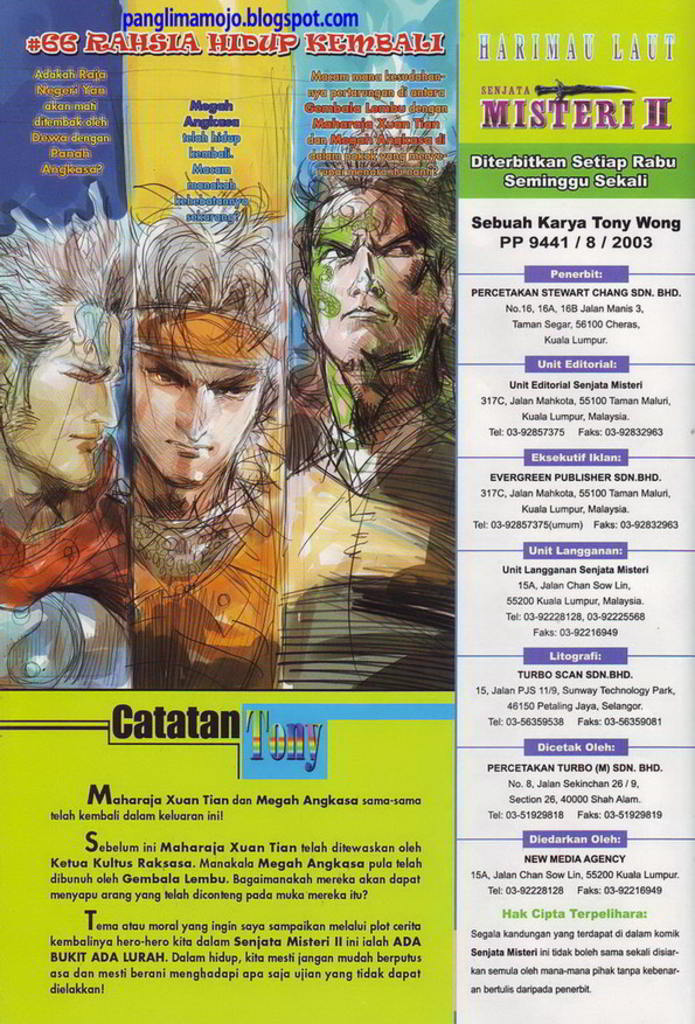 panglimamojo.blogspot.com
#66 RAHSIA HIDUP KEMBALI
Adakah Raja
Negeri Yan
akan mati
ditembak oleh
Dewa dengan
Panah
Angkasa?
Megah
Angkasa
telah hidup
kembali.
Macam
manakah
kehebatannya
sekarang?
Macam mana kesudahan-
nya pertarungan di antara
Gembala Lembu dengan
Maharaja Xuan Tian
dan Megah Angkasa di
dalam pokok yang menye-
rupai
Catatan Tony
Maharaja Xuan Tian dan Megah Angkasa sama-sama
telah kembali dalam keluaran ini!
Sebelum ini Maharaja Xuan Tian telah ditewaskan oleh
Ketua Kultus Raksasa. Manakala Megah Angkasa pula telah
dibunuh oleh Gembala Lembu. Bagaimanakah mereka akan dapat
menyapu arang yang telah diconteng pada muka mereka itu?
Tema atau moral yang ingin saya sampaikan melalui plot cerita
kembalinya hero-hero kita dalam Senjata Misteri II ini ialah ADA
BUKIT ADA LURAH. Dalam hidup, kita mesti jangan mudah berputus
asa dan mesti berani menghadapi apa saja ujian yang tidak dapat
dielakkan!
HARIMAU LAUT
SENJATA
MISTERI II
Diterbitkan Setiap Rabu
Seminggu Sekali
Sebuah Karya Tony Wong
PP 9441 / 8 / 2003
Penerbit:
PERCETAKAN STEWART CHANG SDN. BHD.
No.16, 16A, 16B Jalan Manis 3,
Taman Segar, 56100 Cheras,
Kuala Lumpur.
Unit Editorial:
Unit Editorial Senjata Misteri
317C, Jalan Mahkota, 55100 Taman Maluri,
Kuala Lumpur, Malaysia.
Tel: 03-92857375 Faks: 03-92832963
Eksekutif Iklan:
EVERGREEN PUBLISHER SDN.BHD.
317C, Jalan Mahkota, 55100 Taman Maluri,
Kuala Lumpur, Malaysia.
Tel: 03-92857375(umum) Faks: 03-92832963
Unit Langganan:
Unit Langganan Senjata Misteri
15A, Jalan Chan Sow Lin,
55200 Kuala Lumpur, Malaysia.
Tel: 03-92228128, 03-92225568
Faks: 03-92216949
Litografi:
TURBO SCAN SDN.BHD.
15, Jalan PJS 11/9, Sunway Technology Park,
46150 Petaling Jaya, Selangor.
Tel: 03-56359538 Faks: 03-56359081
Dicetak Oleh:
PERCETAKAN TURBO (M) SDN. BHD.
No. 8, Jalan Sekinchan 26 / 9,
Section 26, 40000 Shah Alam.
Tel: 03-51929818 Faks: 03-51929819
Diedarkan Oleh:
NEW MEDIA AGENCY
15A, Jalan Chan Sow Lin, 55200 Kuala Lumpur.
Tel: 03-92228128 Faks: 03-92216949
Hak Cipta Terpelihara:
Segala kandungan yang terdapat di dalam komik
Senjata Misteri ini tidak boleh sama sekali disiar-
kan semula oleh mana-mana pihak tanpa kebenar-
an bertulis daripada penerbit.